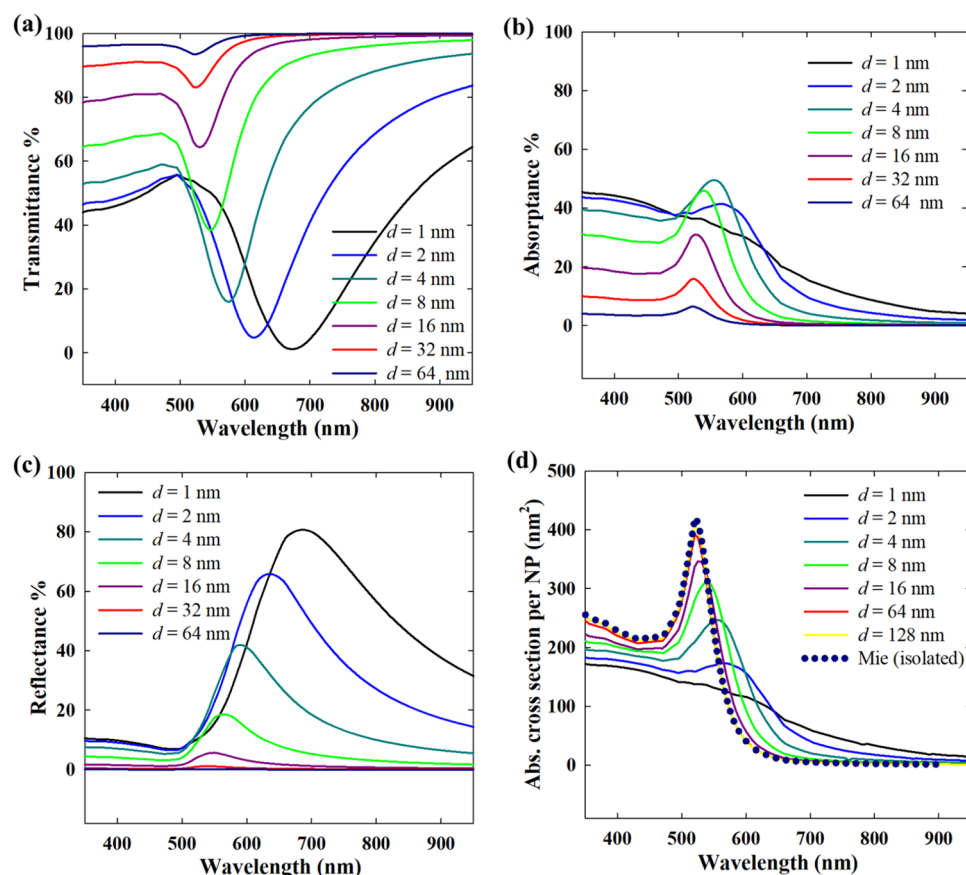 (a)
100
80
60
40
20
0
Transmittance %
d = 1 nm
d = 2 nm
d = 4 nm
d = 8 nm
d = 16 nm
d = 32 nm
d = 64 nm
400 500 600 700 800 900
Wavelength (nm)
(b)
100
80
60
40
20
0
Absorptance %
d = 1 nm
d = 2 nm
d = 4 nm
d = 8 nm
d = 16 nm
d = 32 nm
d = 64 nm
400 500 600 700 800 900
Wavelength (nm)
(c)
100
80
60
40
20
0
Reflectance %
d = 1 nm
d = 2 nm
d = 4 nm
d = 8 nm
d = 16 nm
d = 32 nm
d = 64 nm
400 500 600 700 800 900
Wavelength (nm)
(d)
500
400
300
200
100
0
Abs. cross section per NP (nm²)
d = 1 nm
d = 2 nm
d = 4 nm
d = 8 nm
d = 16 nm
d = 64 nm
d = 128 nm
Mie (isolated)
400 500 600 700 800 900
Wavelength (nm)